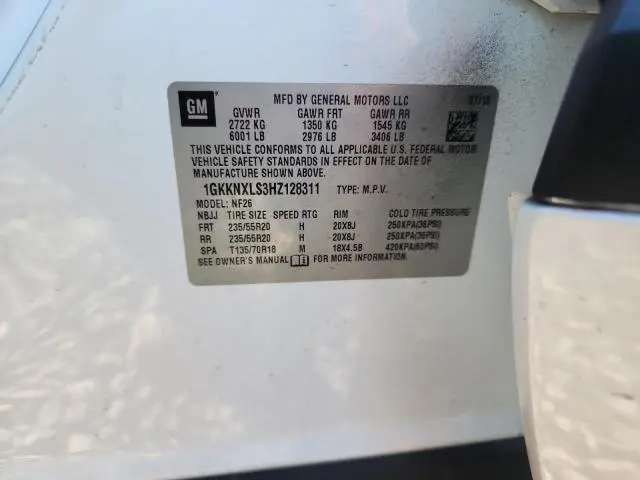 GM
MFD BY GENERAL MOTORS LLC
GVWR GAWR FRT GAWR RR
2722 KG 1350 KG 1545 KG
6001 LB 2976 LB 3406 LB
THIS VEHICLE CONFORMS TO ALL APPLICABLE U.S. FEDERAL MOTOR
VEHICLE SAFETY STANDARDS IN EFFECT ON THE DATE OF
MANUFACTURE SHOWN ABOVE.
1GKKNXLS3HZ128311 TYPE: M.P.V.
MODEL: NF26
NBJJ TIRE SIZE SPEED RTG RIM COLD TIRE PRESSURE
FRT 235/55R20 H 20X8J 250KPA(36PSI)
RR 235/55R20 H 20X8J 250KPA(36PSI)
SPA T135/70R18 M 18X4.5B 420KPA(60PSI)
SEE OWNER'S MANUAL FOR MORE INFORMATION.